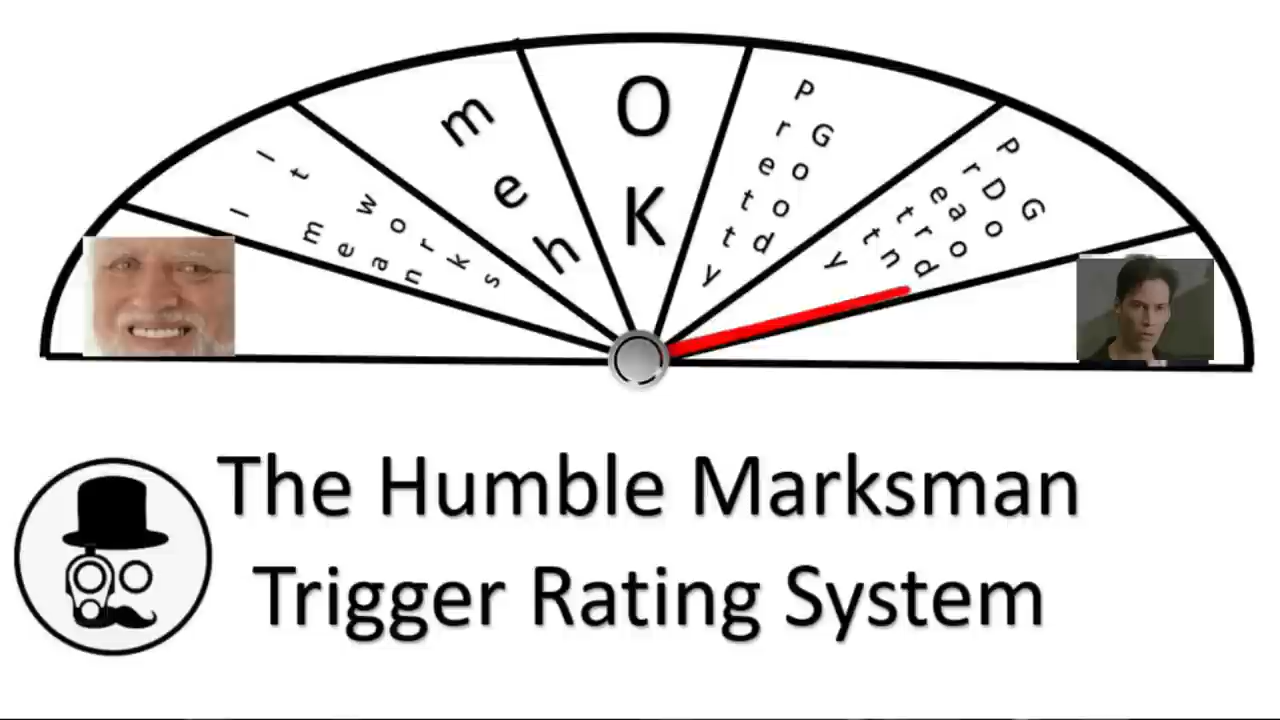 I mean
It works
meh
OK
Pretty
Good
Pretty
Darn
Good
The Humble Marksman
Trigger Rating System